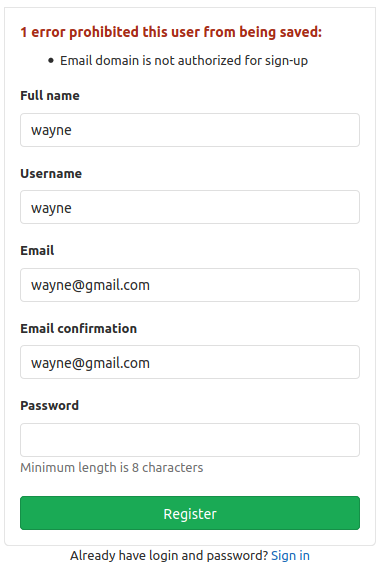 1 error prohibited this user from being saved:
• Email domain is not authorized for sign-up
Full name
wayne
Username
wayne
Email
wayne@gmail.com
Email confirmation
wayne@gmail.com
Password
Minimum length is 8 characters
Register
Already have login and password? Sign in